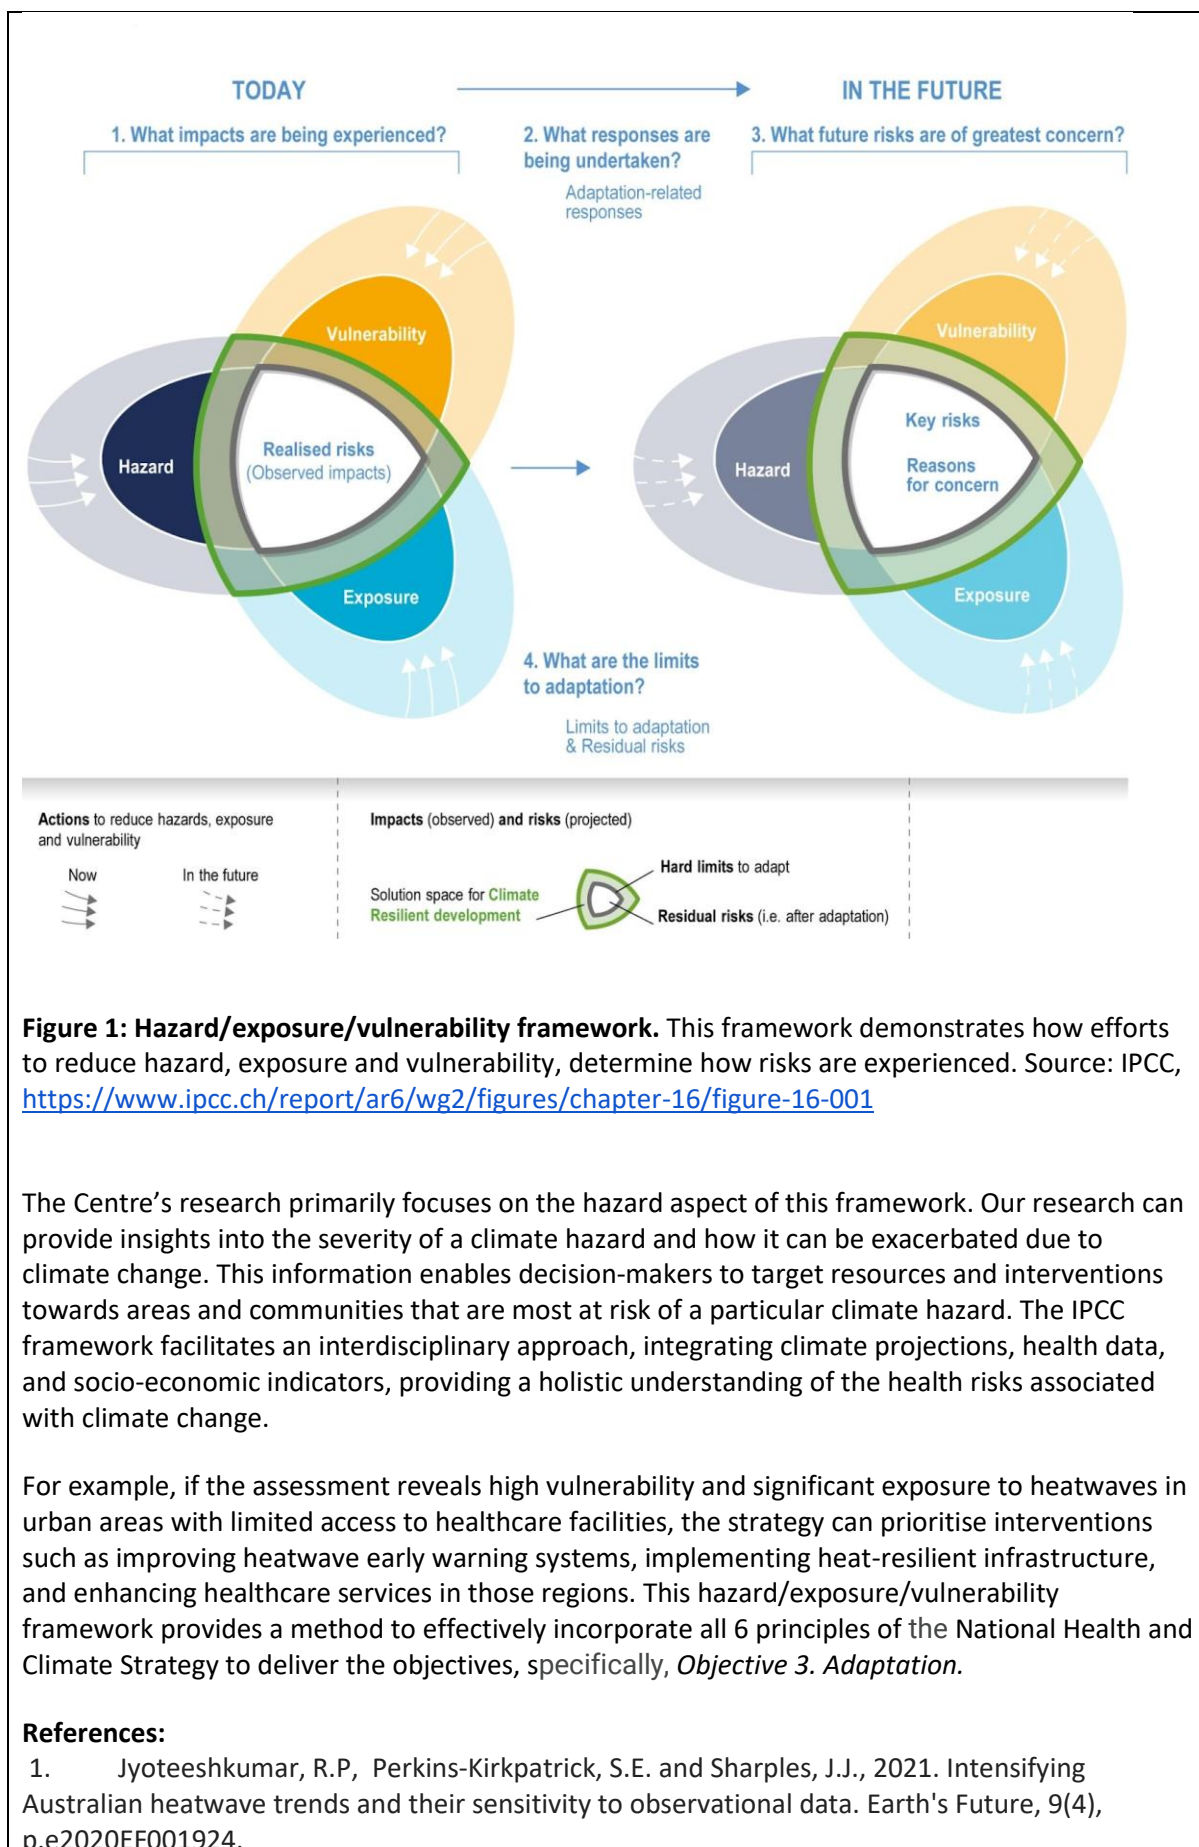 TODAY
IN THE FUTURE
1. What impacts are being experienced?
2. What responses are
being undertaken?
Adaptation-related
responses
3. What future risks are of greatest concern?
Vulnerability
Hazard
Realised risks
(Observed impacts)
Exposure
Vulnerability
Hazard
Key risks
Reasons
for concern
Exposure
4. What are the limits
to adaptation?
Limits to adaptation
& Residual risks
Actions to reduce hazards, exposure
and vulnerability
Now
In the future
Impacts (observed) and risks (projected)
Solution space for Climate
Resilient development
Hard limits to adapt
Residual risks (i.e. after adaptation)
Figure 1: Hazard/exposure/vulnerability framework. This framework demonstrates how efforts
to reduce hazard, exposure and vulnerability, determine how risks are experienced. Source: IPCC,
https://www.ipcc.ch/report/ar6/wg2/figures/chapter-16/figure-16-001
The Centre’s research primarily focuses on the hazard aspect of this framework. Our research can
provide insights into the severity of a climate hazard and how it can be exacerbated due to
climate change. This information enables decision-makers to target resources and interventions
towards areas and communities that are most at risk of a particular climate hazard. The IPCC
framework facilitates an interdisciplinary approach, integrating climate projections, health data,
and socio-economic indicators, providing a holistic understanding of the health risks associated
with climate change.
For example, if the assessment reveals high vulnerability and significant exposure to heatwaves in
urban areas with limited access to healthcare facilities, the strategy can prioritise interventions
such as improving heatwave early warning systems, implementing heat-resilient infrastructure,
and enhancing healthcare services in those regions. This hazard/exposure/vulnerability
framework provides a method to effectively incorporate all 6 principles of the National Health and
Climate Strategy to deliver the objectives, specifically, Objective 3. Adaptation.
References:
1. Jyoteeshkumar, R.P, Perkins-Kirkpatrick, S.E. and Sharples, J.J., 2021. Intensifying
Australian heatwave trends and their sensitivity to observational data. Earth's Future, 9(4),
p.e2020EF001924.